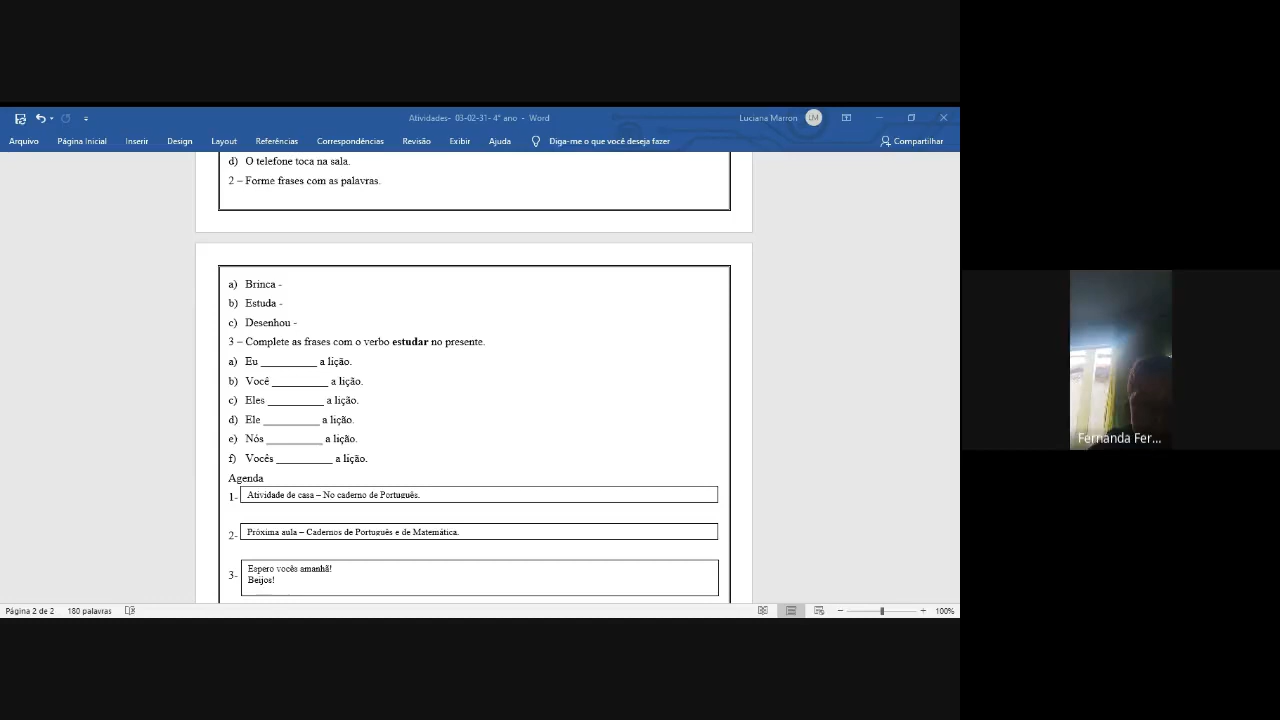 Atividades- 03-02-31- 4° ano - Word
Luciana Marron
LM
Arquivo
Página Inicial
Inserir
Design
Layout
Referências
Correspondências
Revisão
Exibir
Ajuda
Diga-me o que você deseja fazer
Compartilhar
d) O telefone toca na sala.
2 – Forme frases com as palavras.
a) Brinca -
b) Estuda -
c) Desenhou -
3 – Complete as frases com o verbo estudar no presente.
a) Eu __________ a lição.
b) Você __________ a lição.
c) Eles __________ a lição.
d) Ele __________ a lição.
e) Nós __________ a lição.
f) Vocês __________ a lição.
Agenda
1- Atividade de casa – No caderno de Português.
2- Próxima aula – Cadernos de Português e de Matemática.
3- Espero vocês amanhã!
Beijos!
Fernanda Fer...
Página 2 de 2
180 palavras
100%